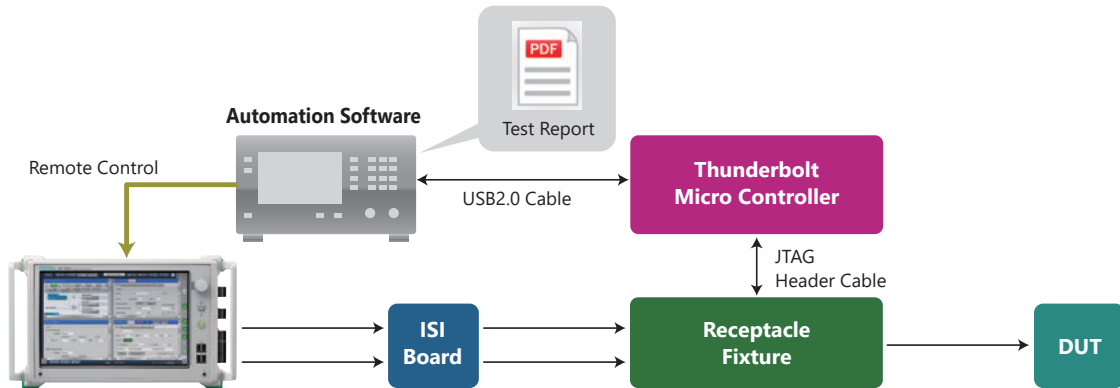 PDF
Test Report
Automation Software
Remote Control
USB2.0 Cable
Thunderbolt
Micro Controller
JTAG
Header Cable
ISI
Board
Receptacle
Fixture
DUT